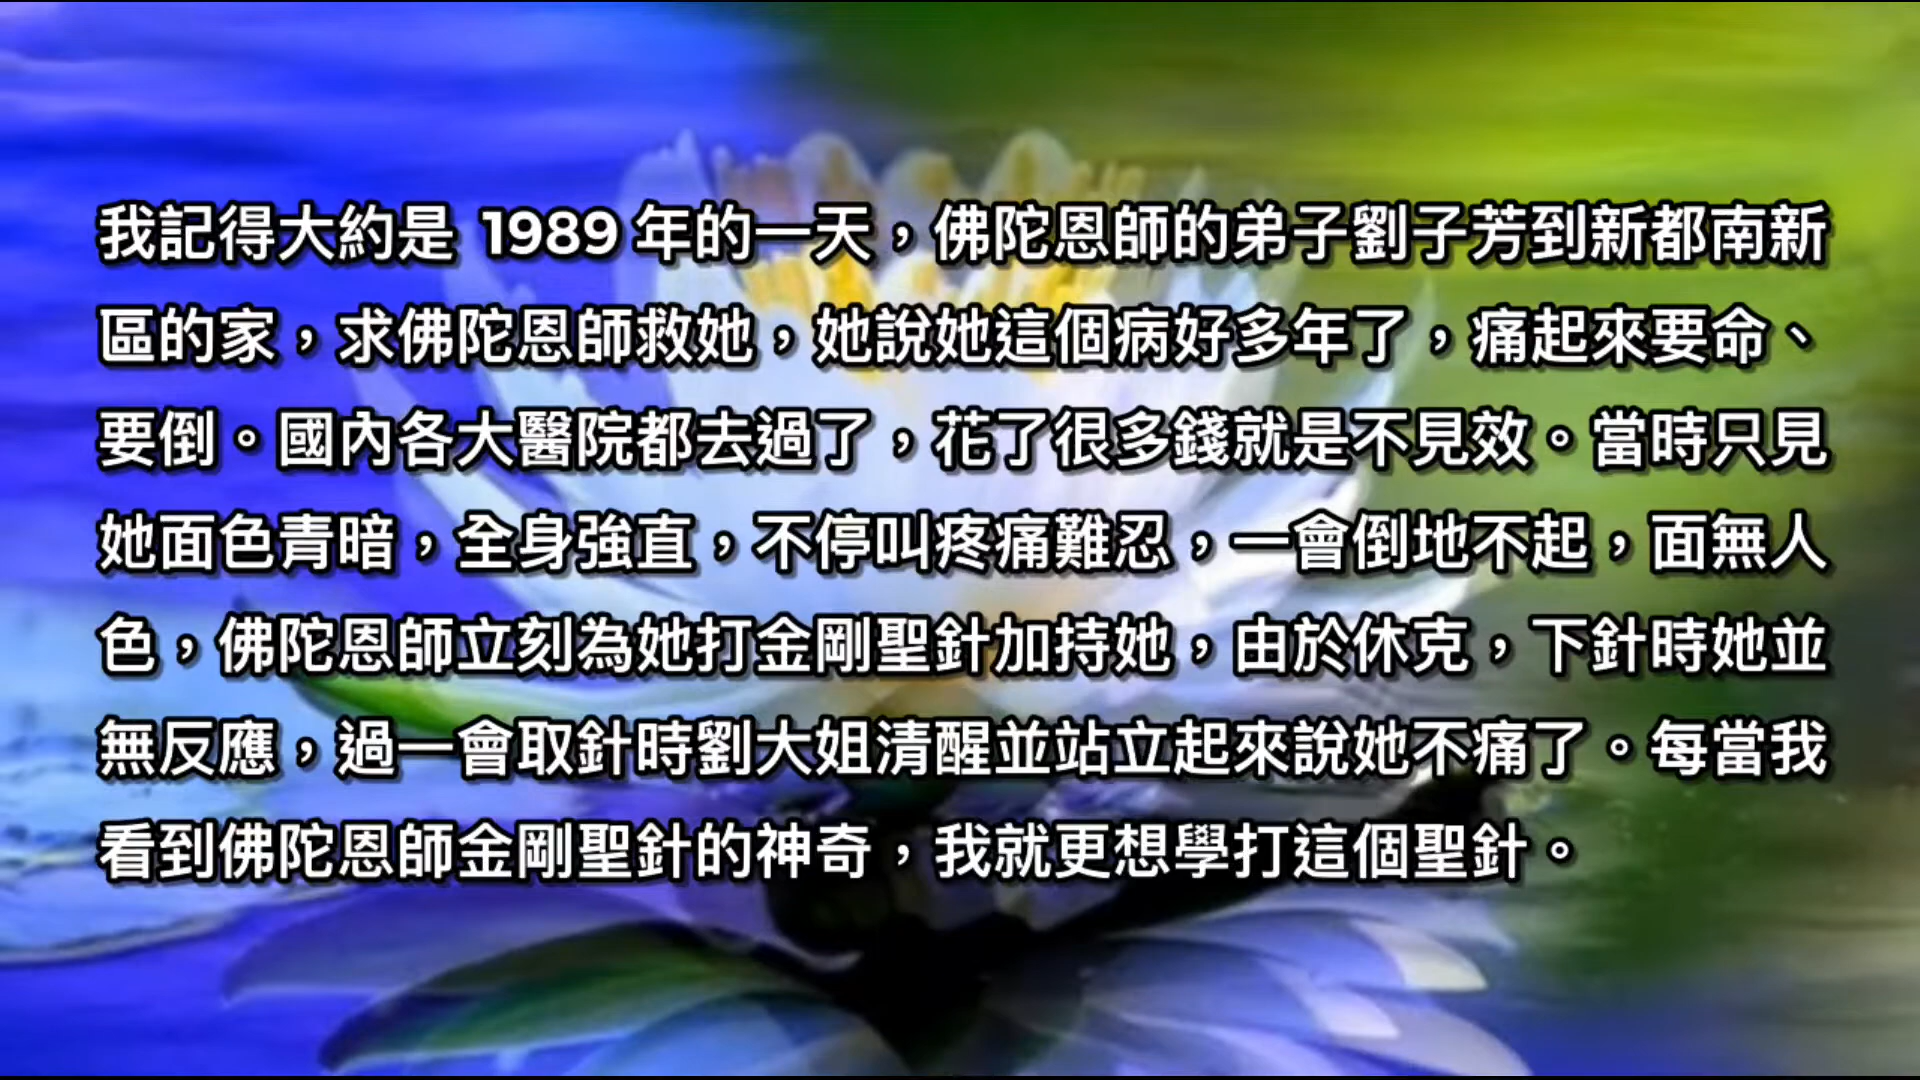 我記得大約是 1989 年的一天，佛陀恩師的弟子劉子芳到新都南新
區的家，求佛陀恩師救她，她說她這個病好多年了，痛起來要命、
要倒。國內各大醫院都去過了，花了很多錢就是不見效。當時只見
她面色青暗，全身強直，不停叫疼痛難忍，一會倒地不起，面無人
色，佛陀恩師立刻為她打金剛聖針加持她，由於休克，下針時她並
無反應，過一會取針時劉大姐清醒並站立起來說她不痛了。每當我
看到佛陀恩師金剛聖針的神奇，我就更想學打這個聖針。